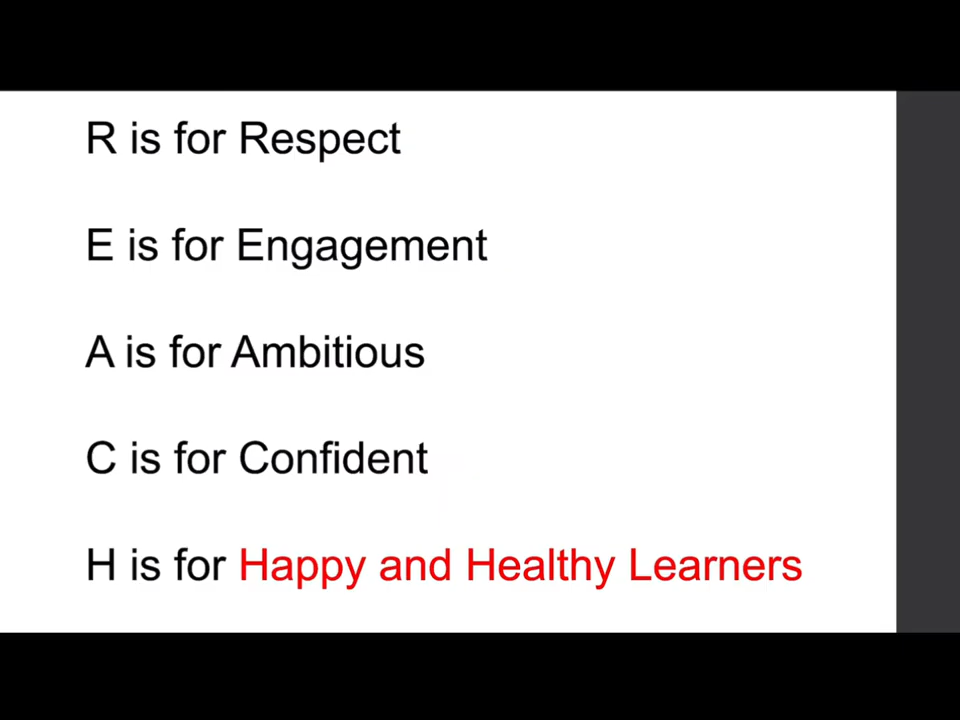 R is for Respect
E is for Engagement
A is for Ambitious
C is for Confident
H is for Happy and Healthy Learners